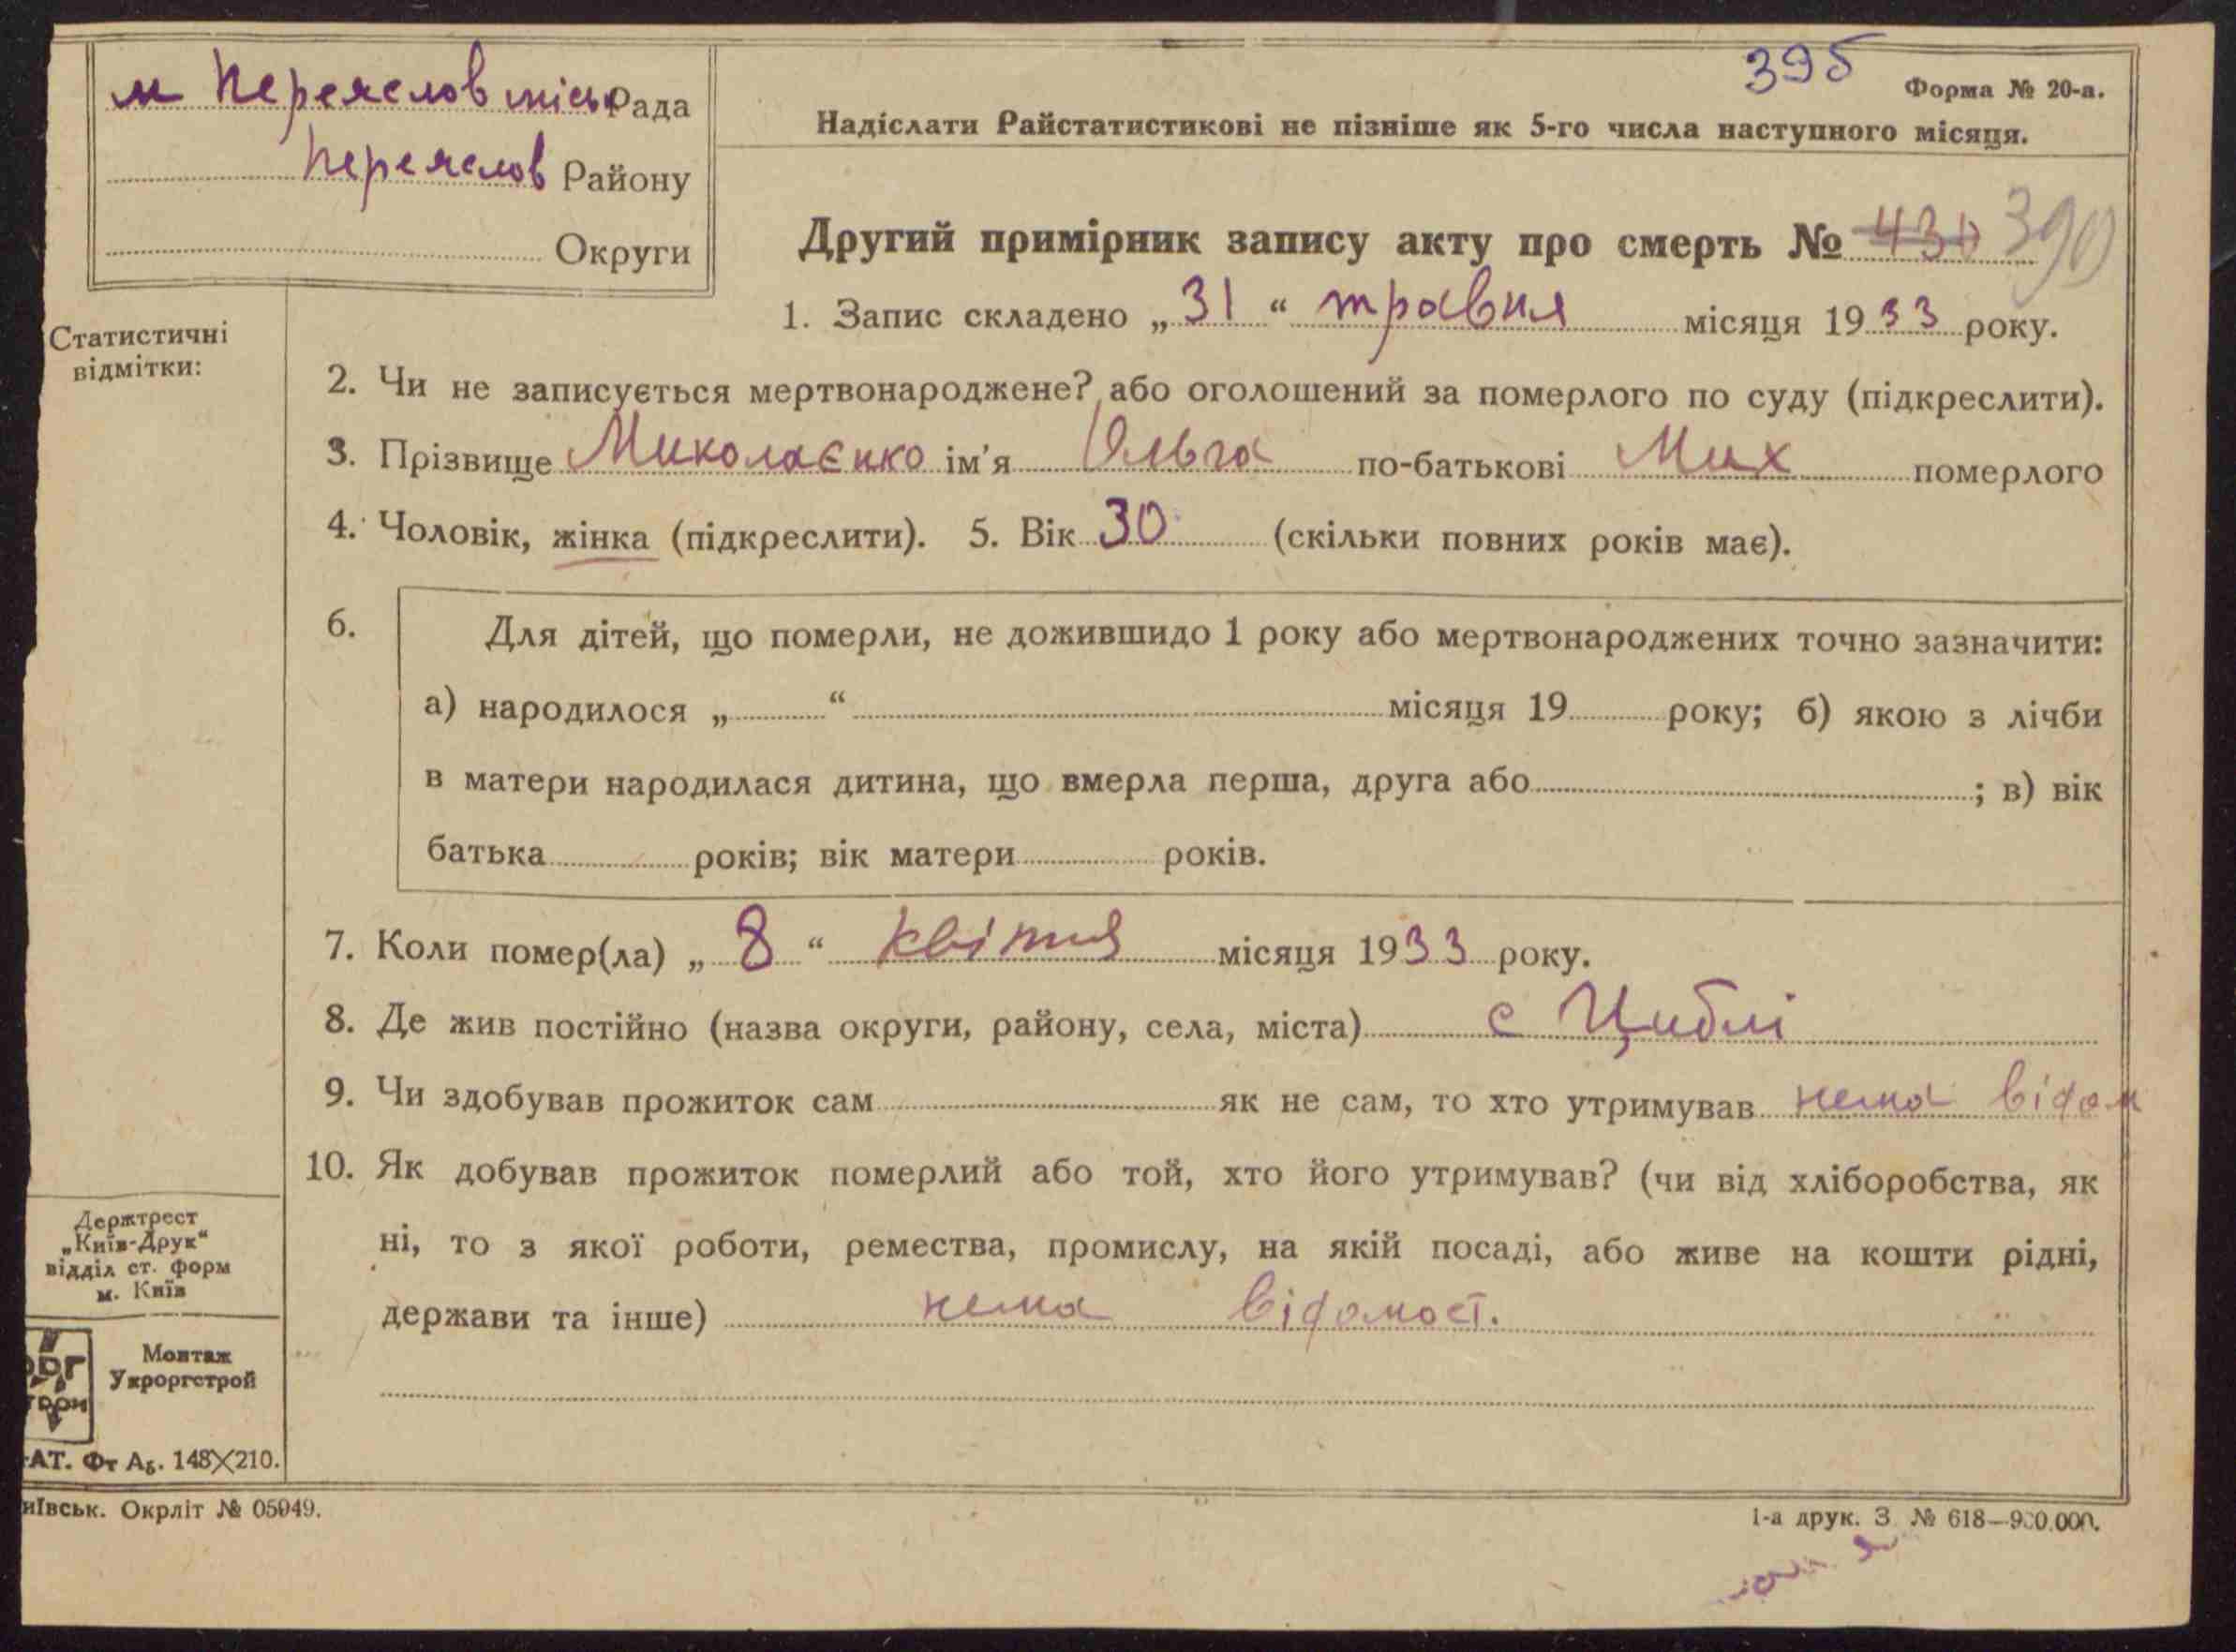 м Переяслов міськ Рада
Переяслов Району
Округи
395
Форма № 20-а.
Надіслати Райстатистикові не пізніше як 5-го числа наступного місяця.
Другий примірник запису акту про смерть № 430 390
1. Запис складено „31“ травня місяця 1933 року.
Статистичні
відмітки:
2. Чи не записується мертвонароджене? або оголошений за померлого по суду (підкреслити).
3. Прізвище Миколаєнко ім'я Ольга по-батькові Мих померлого
4. Чоловік, жінка (підкреслити). 5. Вік 30 (скільки повних років має).
6. Для дітей, що померли, не дожившидо 1 року або мертвонароджених точно зазначити:
а) народилося „ “ місяця 19 року; б) якою з лічби
в матери народилася дитина, що вмерла перша, друга або ; в) вік
батька років; вік матери років.
7. Коли помер(ла) „8“ квітня місяця 1933 року.
8. Де жив постійно (назва округи, району, села, міста) с Циблі
9. Чи здобував прожиток сам як не сам, то хто утримував нема відом
10. Як добував прожиток померлий або той, хто його утримував? (чи від хліборобства, як
ні, то з якої роботи, ремества, промислу, на якій посаді, або живе на кошти рідні,
держави та інше) нема відомост.
Держтрест
„Київ-Друк“
відділ ст. форм
м. Київ
Монтаж
Укроргстрой
АТ. Фт А5. 148×210.
иївськ. Окрліт № 05049.
1-а друк. З № 618—900.000.